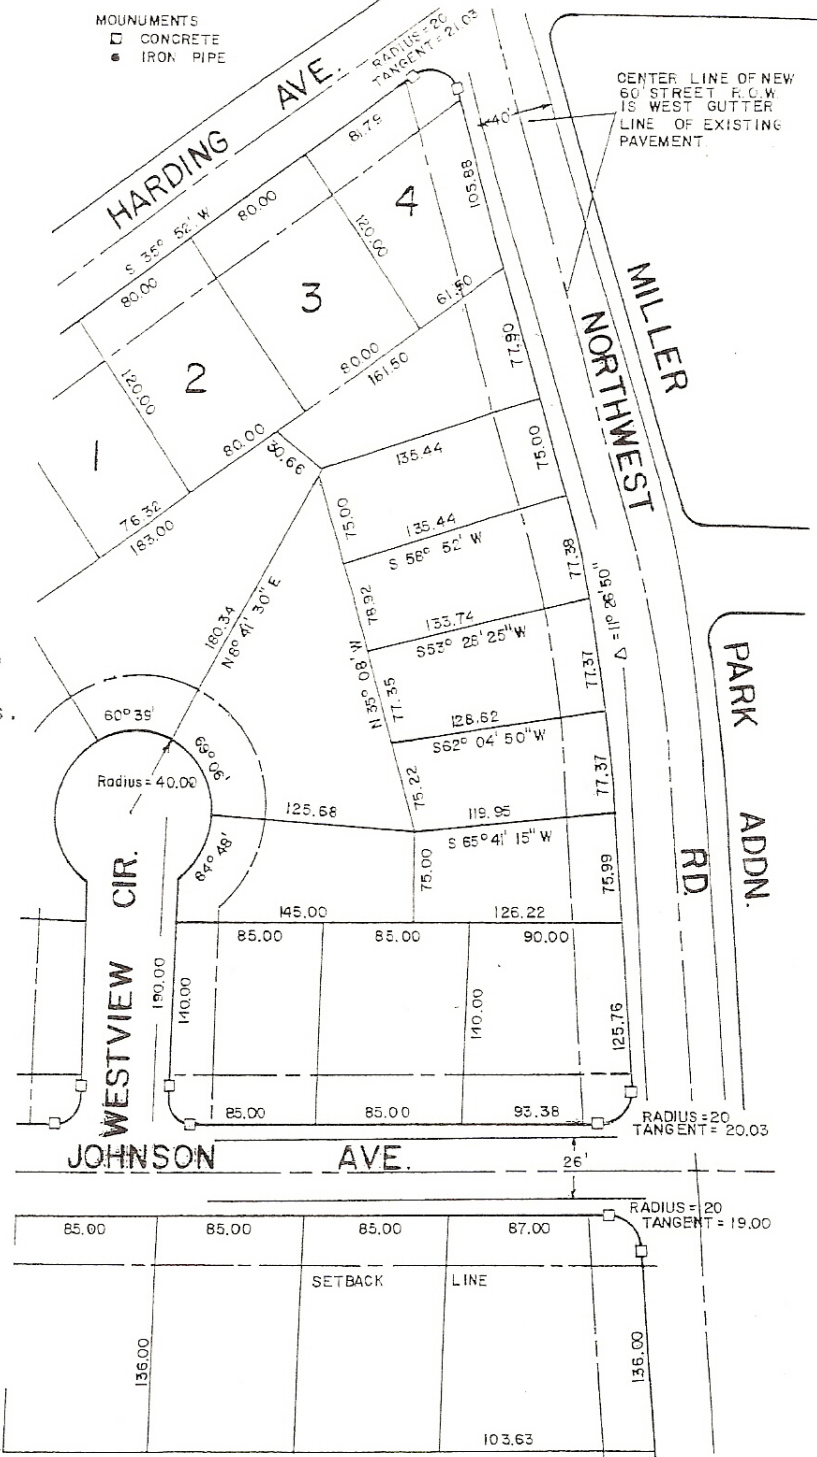 MOUNUMENTS
CONCRETE
IRON PIPE
HARDING AVE.
RADIUS = 20
TANGENT = 21.03
CENTER LINE OF NEW
60' STREET R.O.W.
IS WEST GUTTER
LINE OF EXISTING
PAVEMENT.
40'
81.79
S 35° 52' W
80.00
80.00
105.88
4
120.00
3
61.50
80.00
161.50
77.90
MILLER
NORTHWEST
2
120.00
80.00
30.66
1
76.32
183.00
135.44
75.00
75.00
135.44
S 58° 52' W
77.38
180.34
N 8° 41' 30" E
78.92
133.74
S 53° 28' 25" W
Δ = 11° 26' 50"
N 35° 08' W
77.35
77.37
128.62
S 62° 04' 50" W
PARK
60° 39'
69° 06'
S.
Radius = 40.00
75.22
77.37
125.68
119.95
S 65° 41' 15" W
84° 48'
75.00
75.99
RD.
ADDN.
WESTVIEW CIR.
145.00
126.22
85.00
85.00
90.00
190.00
140.00
140.00
125.76
85.00
85.00
93.38
RADIUS = 20
TANGENT = 20.03
JOHNSON AVE.
26'
RADIUS = 20
TANGENT = 19.00
85.00
85.00
85.00
87.00
SETBACK LINE
136.00
136.00
103.63